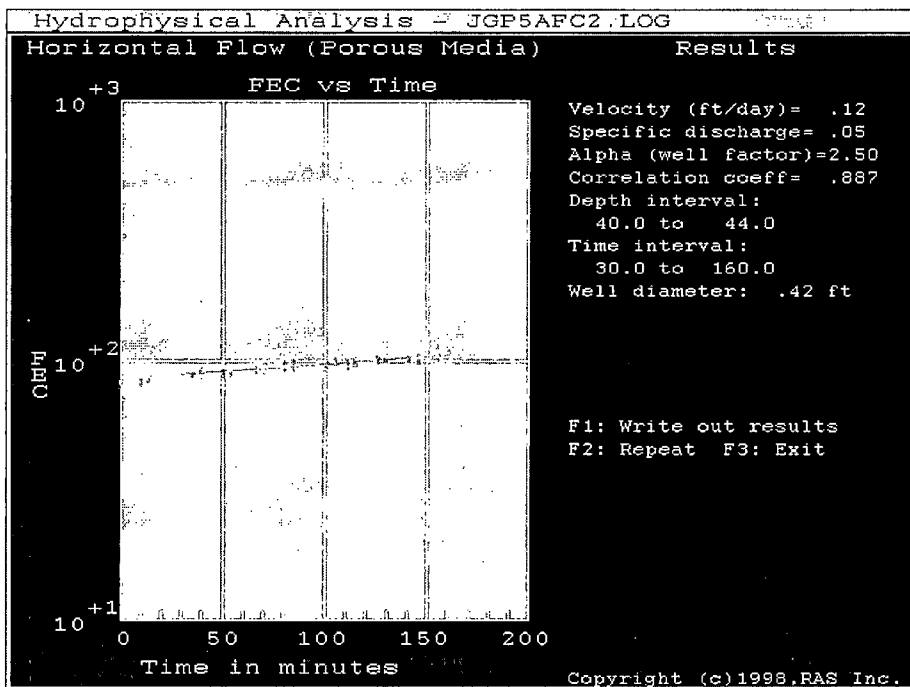 Hydrophysical Analysis - JGP5AFC2.LOG
Horizontal Flow (Porous Media)
Results
FEC vs Time
10 +3
10 +2
10 +1
FEC
0 50 100 150 200
Time in minutes
Velocity (ft/day)= .12
Specific discharge= .05
Alpha (well factor)=2.50
Correlation coeff= .887
Depth interval:
40.0 to 44.0
Time interval:
30.0 to 160.0
Well diameter: .42 ft
F1: Write out results
F2: Repeat F3: Exit
Copyright (c)1998,RAS Inc.